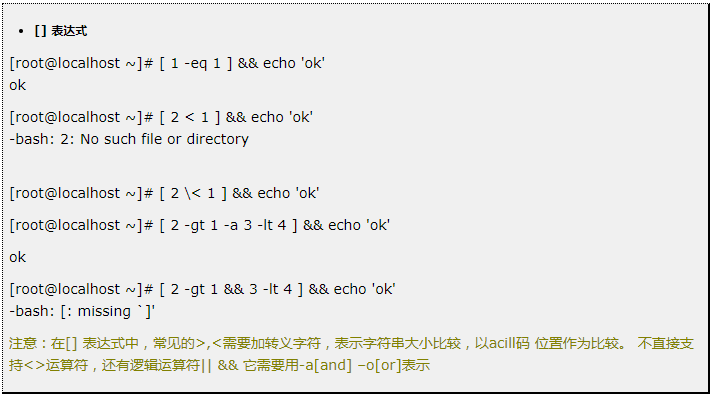 [] 表达式
[root@localhost ~]# [ 1 -eq 1 ] && echo 'ok'
ok
[root@localhost ~]# [ 2 < 1 ] && echo 'ok'
-bash: 2: No such file or directory
[root@localhost ~]# [ 2 \< 1 ] && echo 'ok'
[root@localhost ~]# [ 2 -gt 1 -a 3 -lt 4 ] && echo 'ok'
ok
[root@localhost ~]# [ 2 -gt 1 && 3 -lt 4 ] && echo 'ok'
-bash: [: missing `]'
注意：在[] 表达式中，常见的>,<需要加转义字符，表示字符串大小比较，以acill码 位置作为比较。 不直接支
持<>运算符，还有逻辑运算符|| && 它需要用-a[and] –o[or]表示